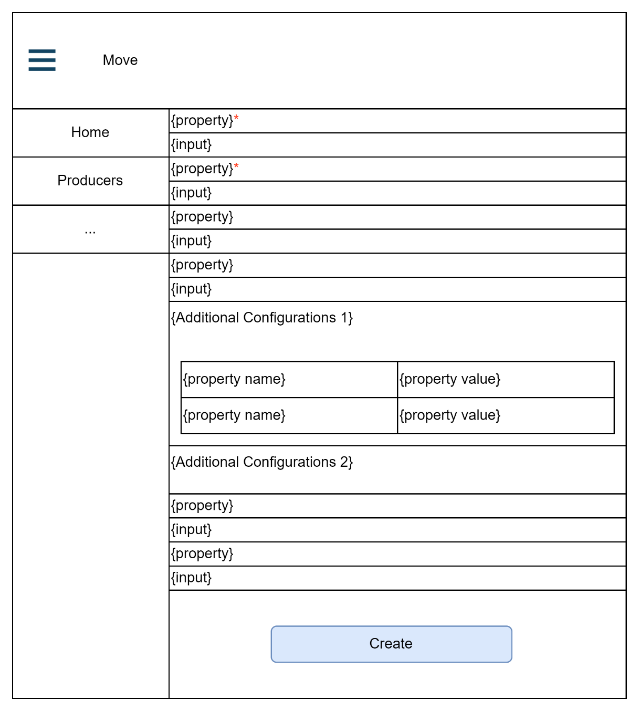 Move
Home
Producers
...
{property}*
{input}
{property}*
{input}
{property}
{input}
{property}
{input}
{Additional Configurations 1}
{property name} {property value}
{property name} {property value}
{Additional Configurations 2}
{property}
{input}
{property}
{input}
Create